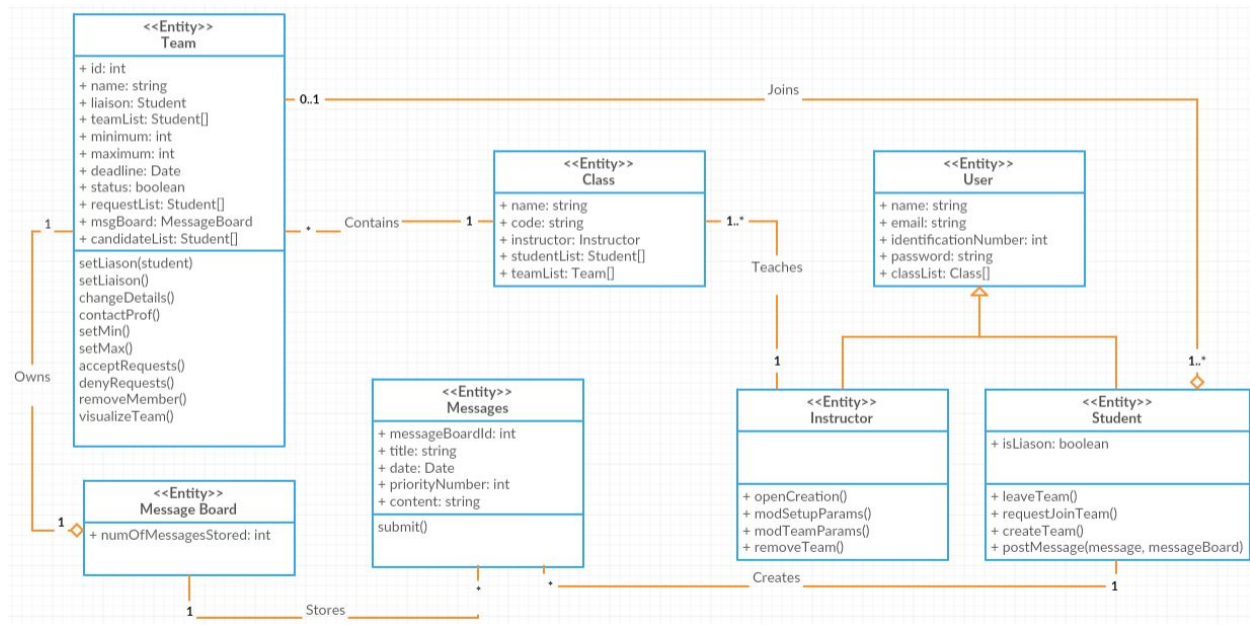 <<Entity>>
Team
+ id: int
+ name: string
+ liaison: Student
+ teamList: Student[]
+ minimum: int
+ maximum: int
+ deadline: Date
+ status: boolean
+ requestList: Student[]
+ msgBoard: MessageBoard
+ candidateList: Student[]
setLiason(student)
setLiaison()
changeDetails()
contactProf()
setMin()
setMax()
acceptRequests()
denyRequests()
removeMember()
visualizeTeam()
0..1
Joins
1..*
*
Contains
1
<<Entity>>
Class
+ name: string
+ code: string
+ instructor: Instructor
+ studentList: Student[]
+ teamList: Team[]
1..*
Teaches
1
<<Entity>>
User
+ name: string
+ email: string
+ identificationNumber: int
+ password: string
+ classList: Class[]
1
Owns
1
<<Entity>>
Message Board
+ numOfMessagesStored: int
<<Entity>>
Messages
+ messageBoardId: int
+ title: string
+ date: Date
+ priorityNumber: int
+ content: string
submit()
<<Entity>>
Instructor
+ openCreation()
+ modSetupParams()
+ modTeamParams()
+ removeTeam()
<<Entity>>
Student
+ isLiason: boolean
+ leaveTeam()
+ requestJoinTeam()
+ createTeam()
+ postMessage(message, messageBoard)
*
Creates
1
1
Stores
*